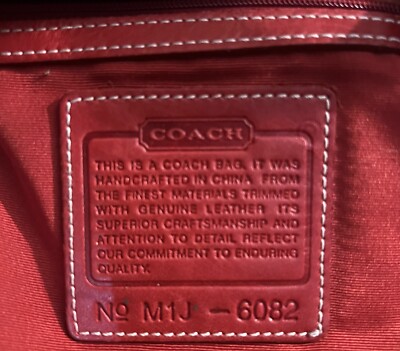 COACH
THIS IS A COACH BAG. IT WAS
HANDCRAFTED IN CHINA FROM
THE FINEST MATERIALS TRIMMED
WITH GENUINE LEATHER ITS
SUPERIOR CRAFTSMANSHIP AND
ATTENTION TO DETAIL REFLECT
OUR COMMITMENT TO ENDURING
QUALITY.
Nº M1J - 6082